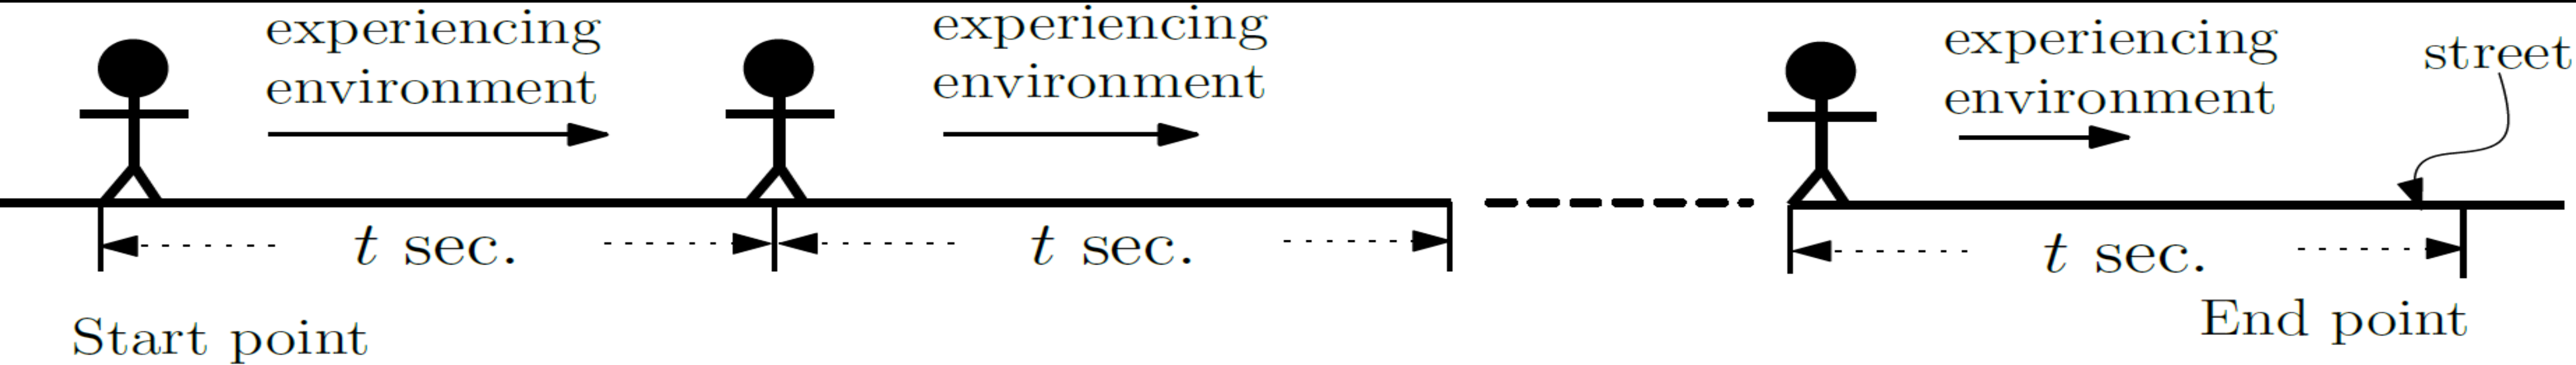 experiencing
environment
experiencing
environment
experiencing
environment
street
t sec.
t sec.
t sec.
Start point
End point